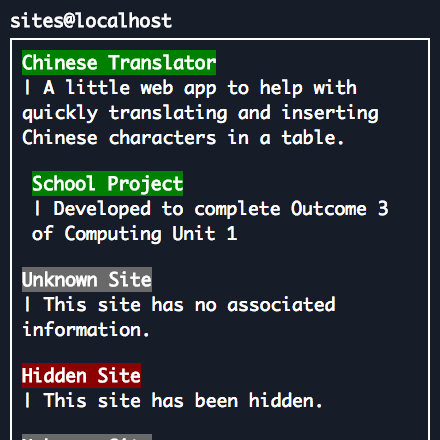 sites@localhost
Chinese Translator
| A little web app to help with
quickly translating and inserting
Chinese characters in a table.
School Project
| Developed to complete Outcome 3
of Computing Unit 1
Unknown Site
| This site has no associated
information.
Hidden Site
| This site has been hidden.